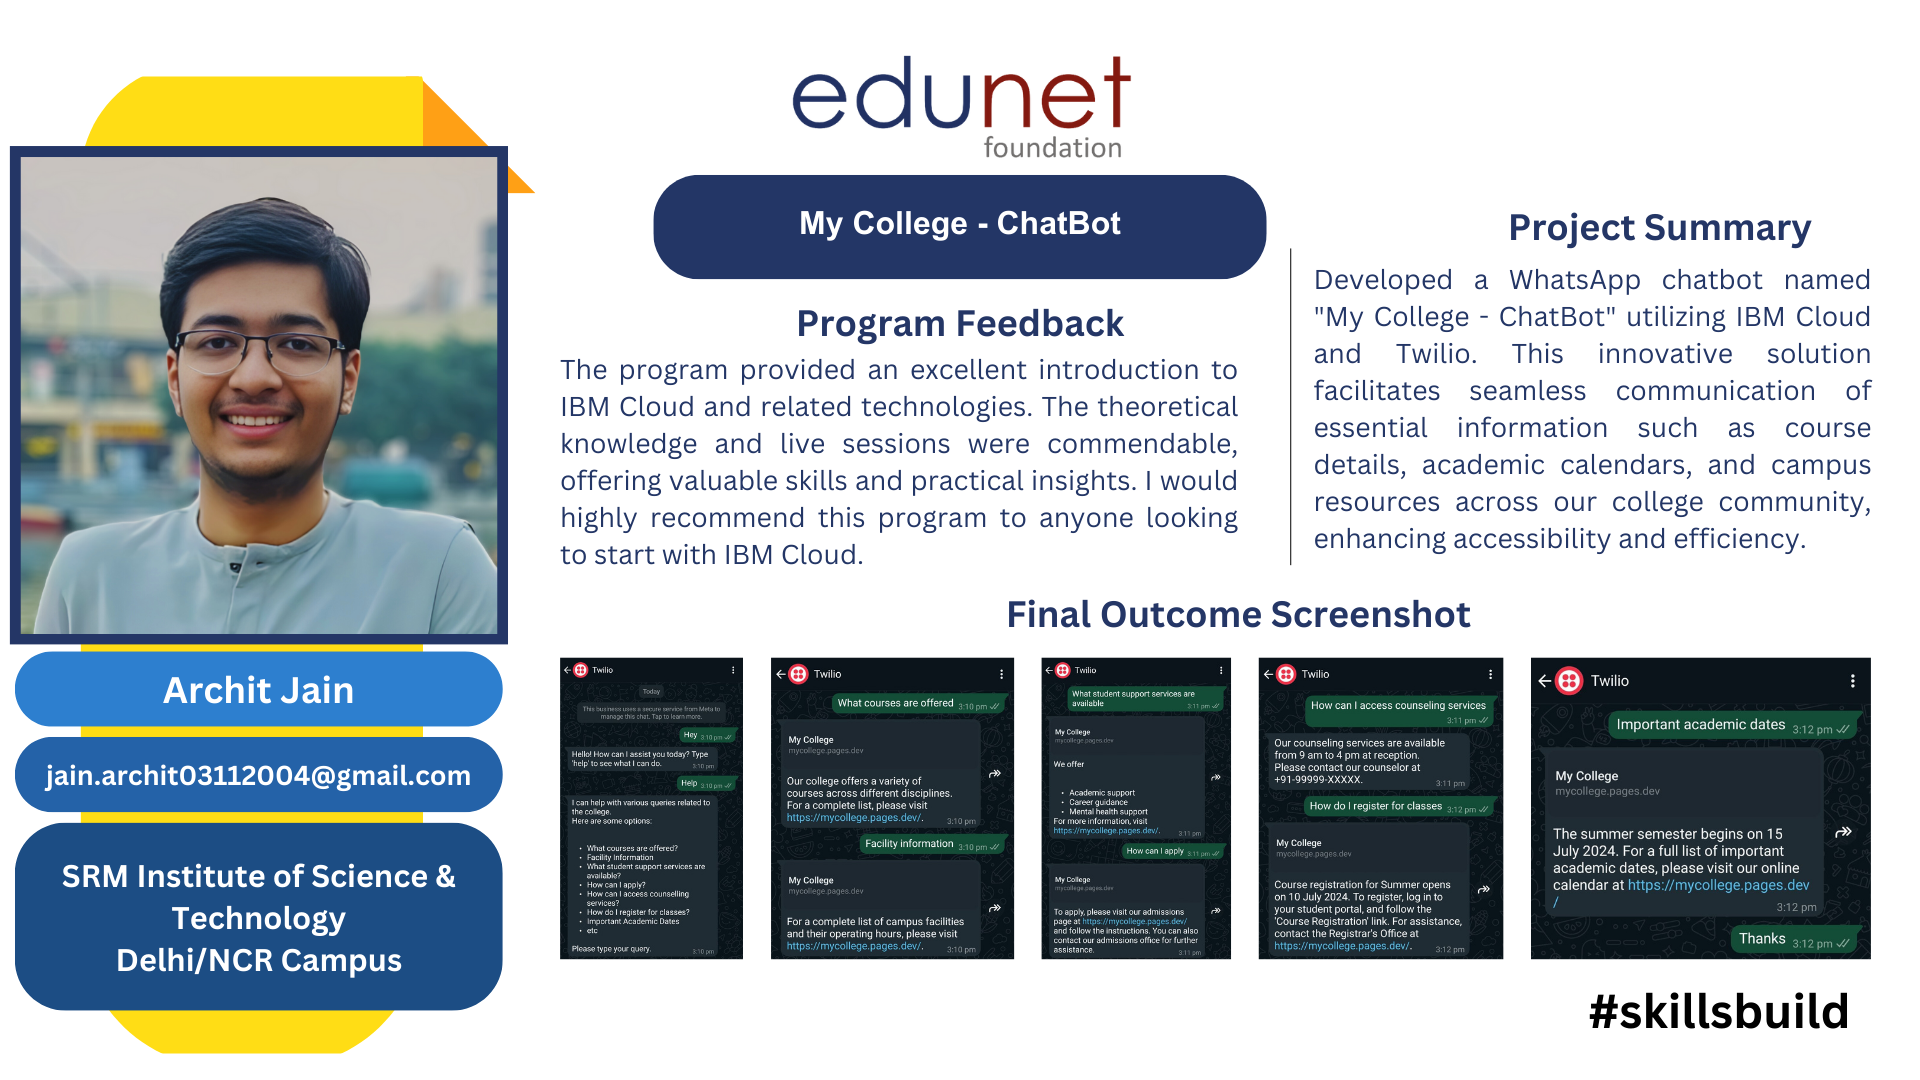 edunet
foundation
My College - ChatBot
Program Feedback
The program provided an excellent introduction to
IBM Cloud and related technologies. The theoretical
knowledge and live sessions were commendable,
offering valuable skills and practical insights. I would
highly recommend this program to anyone looking
to start with IBM Cloud.
Project Summary
Developed a WhatsApp chatbot named
"My College - ChatBot" utilizing IBM Cloud
and Twilio. This innovative solution
facilitates seamless communication of
essential information such as course
details, academic calendars, and campus
resources across our college community,
enhancing accessibility and efficiency.
Archit Jain
jain.archit03112004@gmail.com
SRM Institute of Science &
Technology
Delhi/NCR Campus
Final Outcome Screenshot
Twilio
Today
This business uses a secure service from Meta to
manage this chat. Tap to learn more.
Hey 3:10 pm
Hello! How can I assist you today? Type
'help' to see what I can do.
3:10 pm
Help 3:10 pm
I can help with various queries related to
the college.
Here are some options:
• What courses are offered?
• Facility Information
• What student support services are
available?
• How can I apply?
• How can I access counselling
services?
• How do I register for classes?
• Important Academic Dates
• etc
Please type your query.
3:10 pm
Twilio
What courses are offered 3:10 pm
My College
mycollege.pages.dev
Our college offers a variety of
courses across different disciplines.
For a complete list, please visit
https://mycollege.pages.dev/.
3:10 pm
Facility information 3:10 pm
My College
mycollege.pages.dev
For a complete list of campus facilities
and their operating hours, please visit
https://mycollege.pages.dev/.
3:10 pm
Twilio
What student support services are
available
3:11 pm
My College
mycollege.pages.dev
We offer
• Academic support
• Career guidance
• Mental health support
For more information, visit
https://mycollege.pages.dev/.
3:11 pm
How can I apply 3:11 pm
My College
mycollege.pages.dev
To apply, please visit our admissions
page at https://mycollege.pages.dev/
and follow the instructions. You can also
contact our admissions office for further
assistance.
3:11 pm
Twilio
How can I access counseling services
3:11 pm
Our counseling services are available
from 9 am to 4 pm at reception.
Please contact our counselor at
+91-99999-XXXXX.
3:11 pm
How do I register for classes 3:12 pm
My College
mycollege.pages.dev
Course registration for Summer opens
on 10 July 2024. To register, log in to
your student portal, and follow the
'Course Registration' link. For assistance,
contact the Registrar's Office at
https://mycollege.pages.dev/.
3:12 pm
Twilio
Important academic dates 3:12 pm
My College
mycollege.pages.dev
The summer semester begins on 15
July 2024. For a full list of important
academic dates, please visit our online
calendar at https://mycollege.pages.dev
/
3:12 pm
Thanks 3:12 pm
#skillsbuild